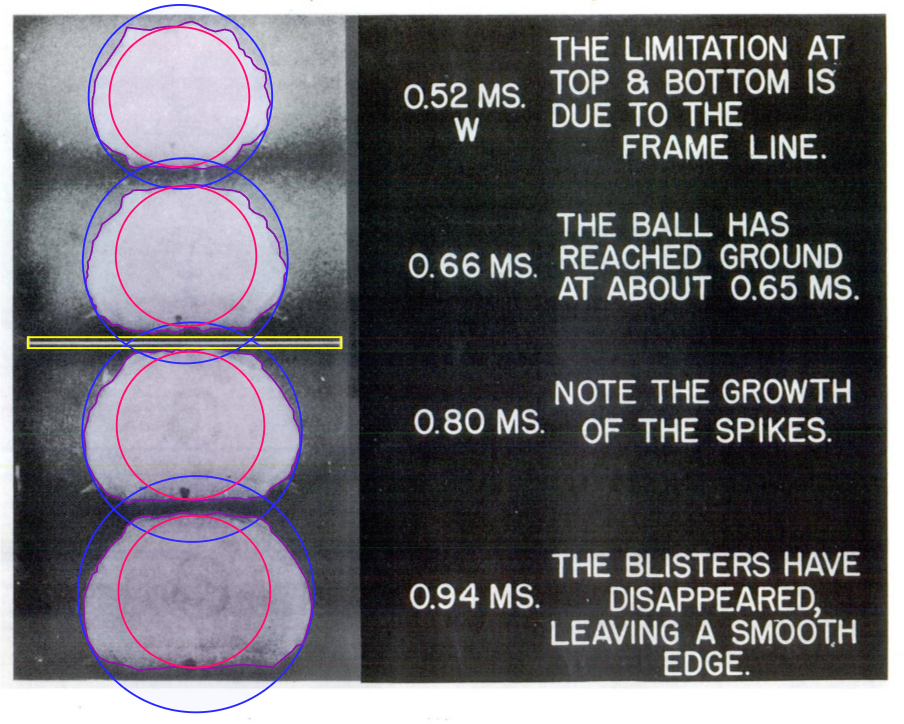 0.52 MS.
W
THE LIMITATION AT
TOP & BOTTOM IS
DUE TO THE
FRAME LINE.
0.66 MS.
THE BALL HAS
REACHED GROUND
AT ABOUT 0.65 MS.
0.80 MS.
NOTE THE GROWTH
OF THE SPIKES.
0.94 MS.
THE BLISTERS HAVE
DISAPPEARED,
LEAVING A SMOOTH
EDGE.